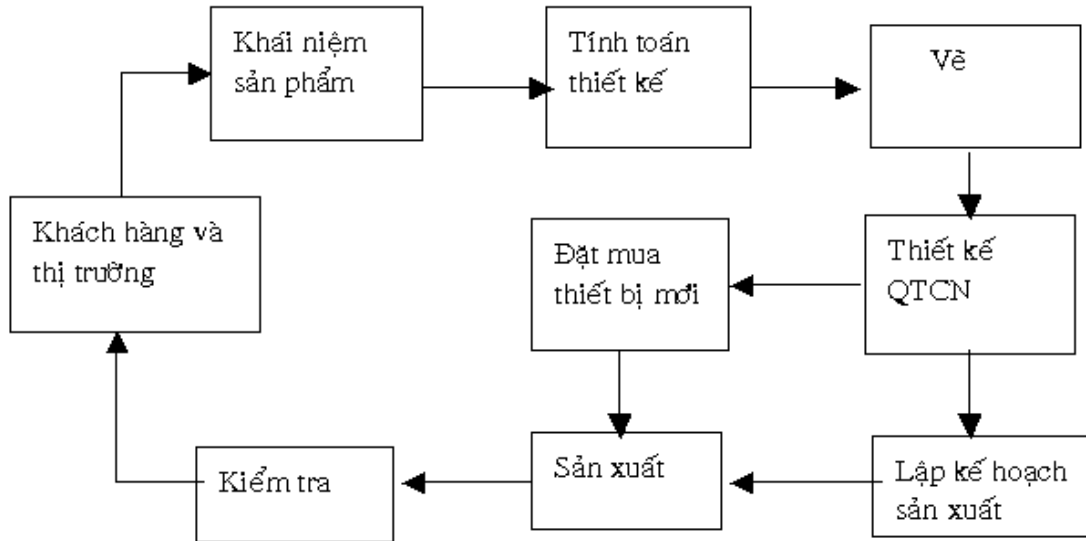 Khái niệm
sản phẩm
Tính toán
thiết kế
Vẽ
Khách hàng và
thị trường
Đặt mua
thiết bị mới
Thiết kế
QTCN
Kiểm tra
Sản xuất
Lập kế hoạch
sản xuất